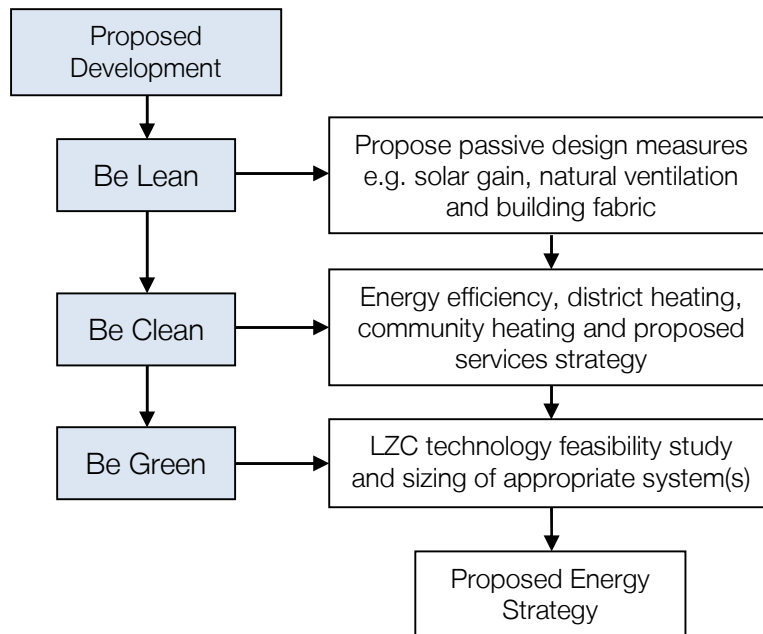 Proposed
Development
Be Lean
Propose passive design measures
e.g. solar gain, natural ventilation
and building fabric
Be Clean
Energy efficiency, district heating,
community heating and proposed
services strategy
Be Green
LZC technology feasibility study
and sizing of appropriate system(s)
Proposed Energy
Strategy